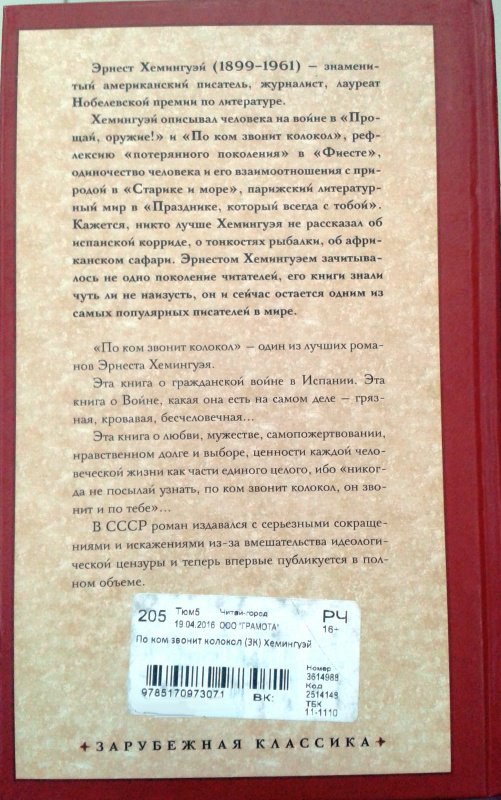 Эрнест Хемингуэй (1899–1961) – знамени-
тый американский писатель, журналист, лауреат
Нобелевской премии по литературе.
Хемингуэй описывал человека на войне в «Про-
щай, оружие!» и «По ком звонит колокол», реф-
лексию «потерянного поколения» в «Фиесте»,
одиночество человека и его взаимоотношения с при-
родой в «Старике и море», парижский литератур-
ный мир в «Празднике, который всегда с тобой».
Кажется, никто лучше Хемингуэя не рассказал об
испанской корриде, о тонкостях рыбалки, об афри-
канском сафари. Эрнестом Хемингуэем зачитыва-
лось не одно поколение читателей, его книги знали
чуть ли не наизусть, он и сейчас остается одним из
самых популярных писателей в мире.
«По ком звонит колокол» – один из лучших рома-
нов Эрнеста Хемингуэя.
Эта книга о гражданской войне в Испании. Эта
книга о Войне, какая она есть на самом деле – гряз-
ная, кровавая, бесчеловечная...
Эта книга о любви, мужестве, самопожертвовании,
нравственном долге и выборе, ценности каждой чело-
веческой жизни как части единого целого, ибо «никог-
да не посылай узнать, по ком звонит колокол, он зво-
нит и по тебе»...
В СССР роман издавался с серьезными сокраще-
ниями и искажениями из-за вмешательства идеологи-
ческой цензуры и теперь впервые публикуется в пол-
ном объеме.
205 Тюм5 Читай-город РЧ
19.04.2016 ООО "ГРАМОТА" 16+
По ком звонит колокол (ЗК) Хемингуэй
Номер
3614988
Код
2514149
ТБК
11-1110
9785170973071 ВК:
ЗАРУБЕЖНАЯ КЛАССИКА